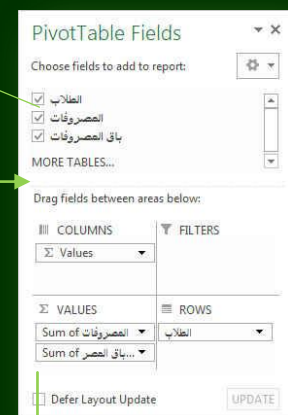 PivotTable Fields
Choose fields to add to report:
الطلاب
المصروفات
باق المصروفات
MORE TABLES...
Drag fields between areas below:
COLUMNS
FILTERS
Σ Values
Σ VALUES
ROWS
Sum of المصروفات
الطلاب
Sum of باق المصر...
Defer Layout Update
UPDATE